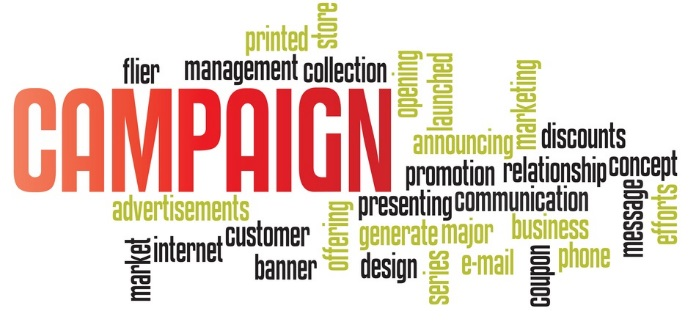 store
printed
flier
management
collection
CAMPAIGN
opening
launched
marketing
announcing
discounts
promotion
relationship
concept
advertisements
offering
presenting
communication
message
efforts
market
internet
customer
banner
generate
major
business
design
series
e-mail
coupon
phone